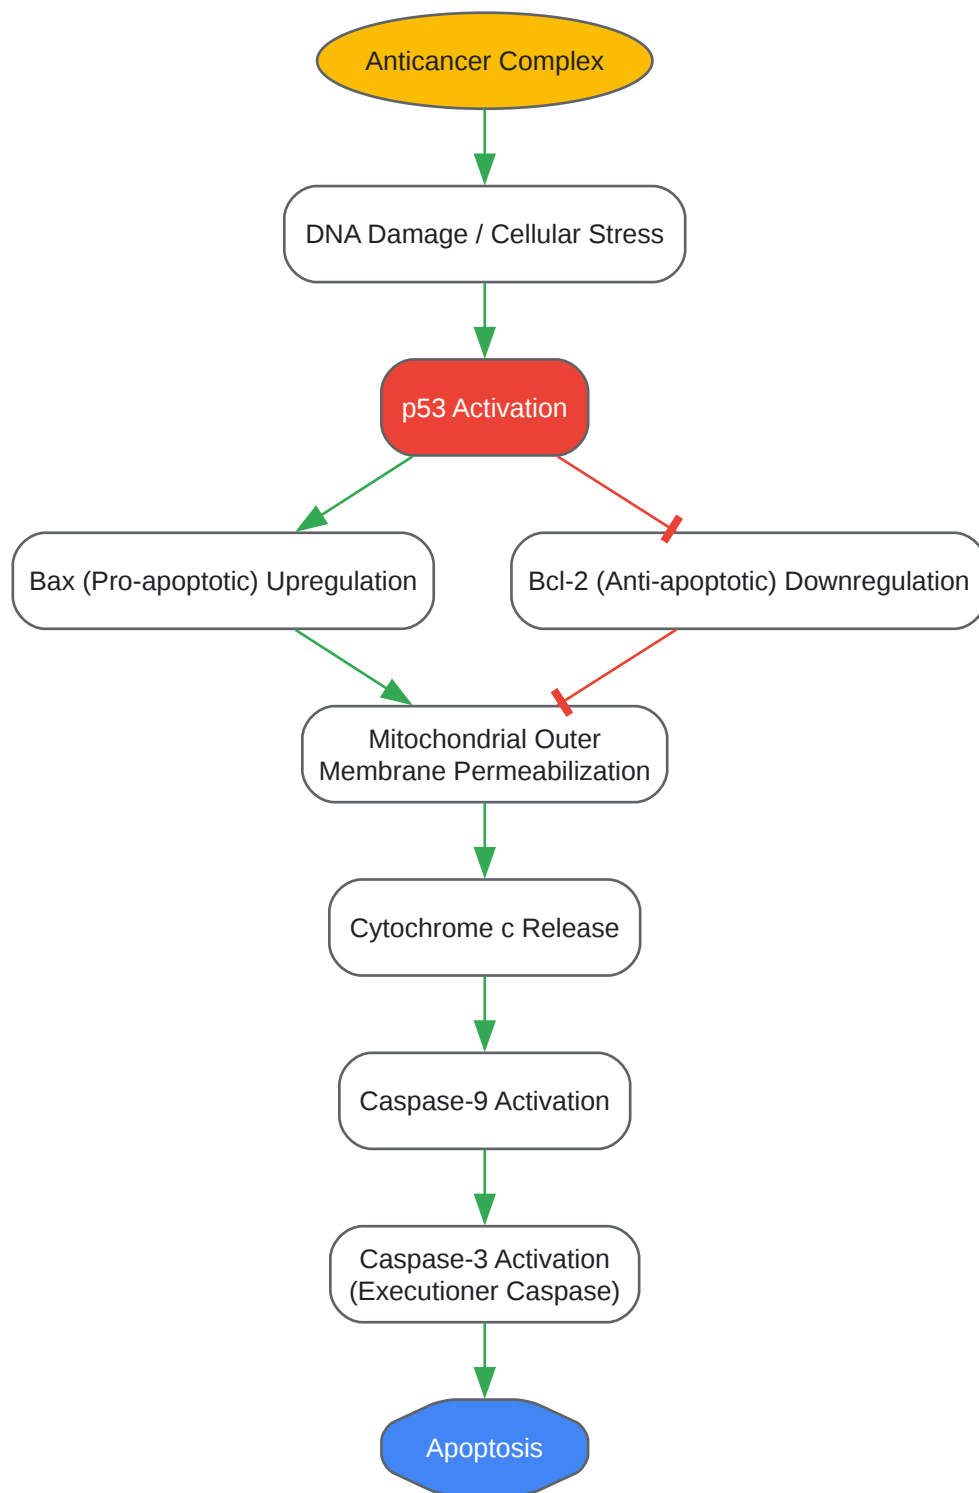 Anticancer Complex
DNA Damage / Cellular Stress
p53 Activation
Bax (Pro-apoptotic) Upregulation
Bcl-2 (Anti-apoptotic) Downregulation
Mitochondrial Outer
Membrane Permeabilization
Cytochrome c Release
Caspase-9 Activation
Caspase-3 Activation
(Executioner Caspase)
Apoptosis